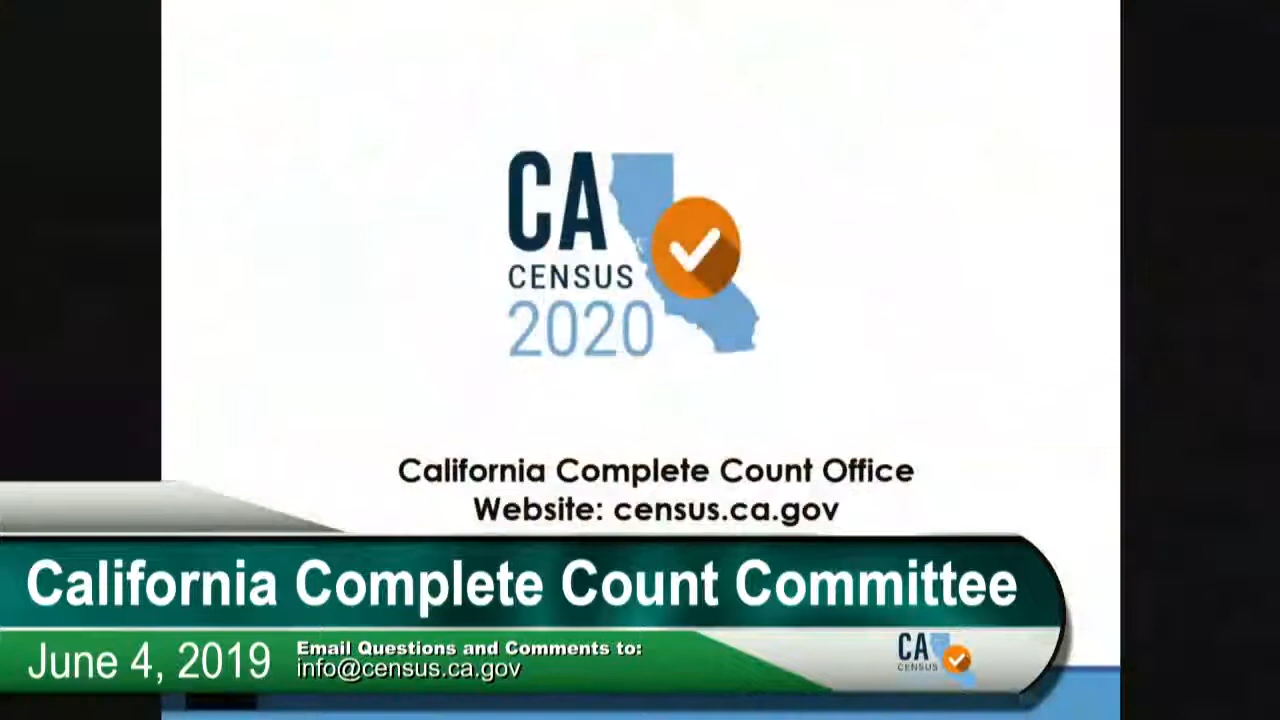 CA
CENSUS
2020
California Complete Count Office
Website: census.ca.gov
California Complete Count Committee
June 4, 2019
Email Questions and Comments to:
info@census.ca.gov
CA
CENSUS